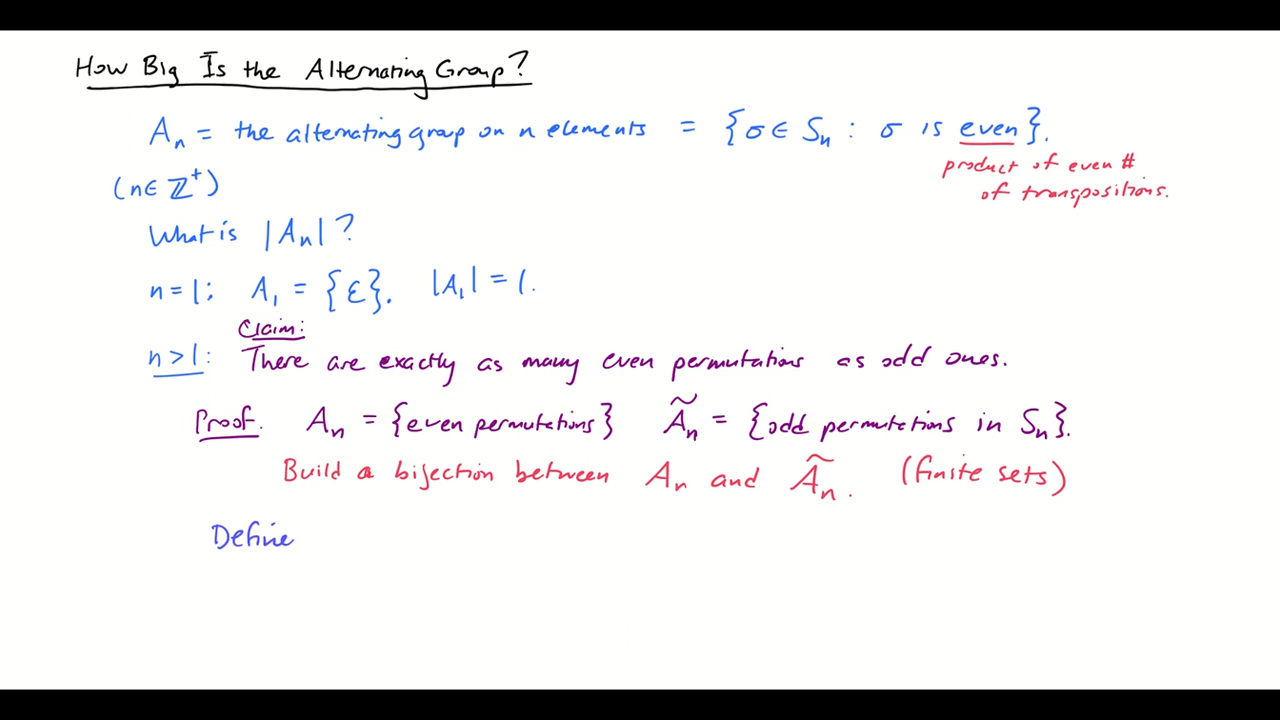 How Big Is the Alternating Group?
Aₙ = the alternating group on n elements = {σ ∈ Sₙ : σ is even}.
product of even #
of transpositions.
(n ∈ ℤ⁺)
What is |Aₙ| ?
n = 1: A₁ = {ε}. |A₁| = 1.
Claim:
n > 1: There are exactly as many even permutations as odd ones.
Proof. Aₙ = {even permutations} Ãₙ = {odd permutations in Sₙ}.
Build a bijection between Aₙ and Ãₙ. (finite sets)
Define